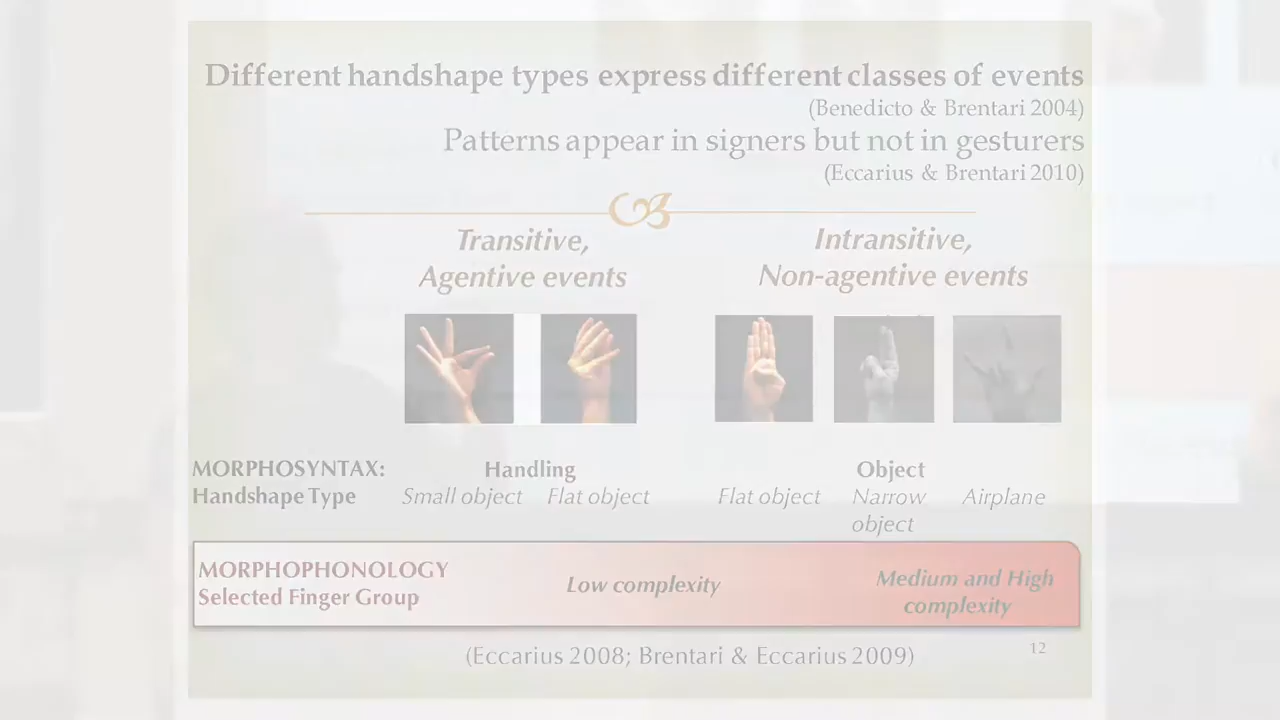 Different handshape types express different classes of events
(Benedicto & Brentari 2004)
Patterns appear in signers but not in gesturers
(Eccarius & Brentari 2010)
Transitive,
Agentive events
Intransitive,
Non-agentive events
MORPHOSYNTAX:
Handshape Type
Handling
Small object Flat object
Object
Flat object Narrow object Airplane
MORPHOPHONOLOGY
Selected Finger Group
Low complexity
Medium and High
complexity
(Eccarius 2008; Brentari & Eccarius 2009)
12